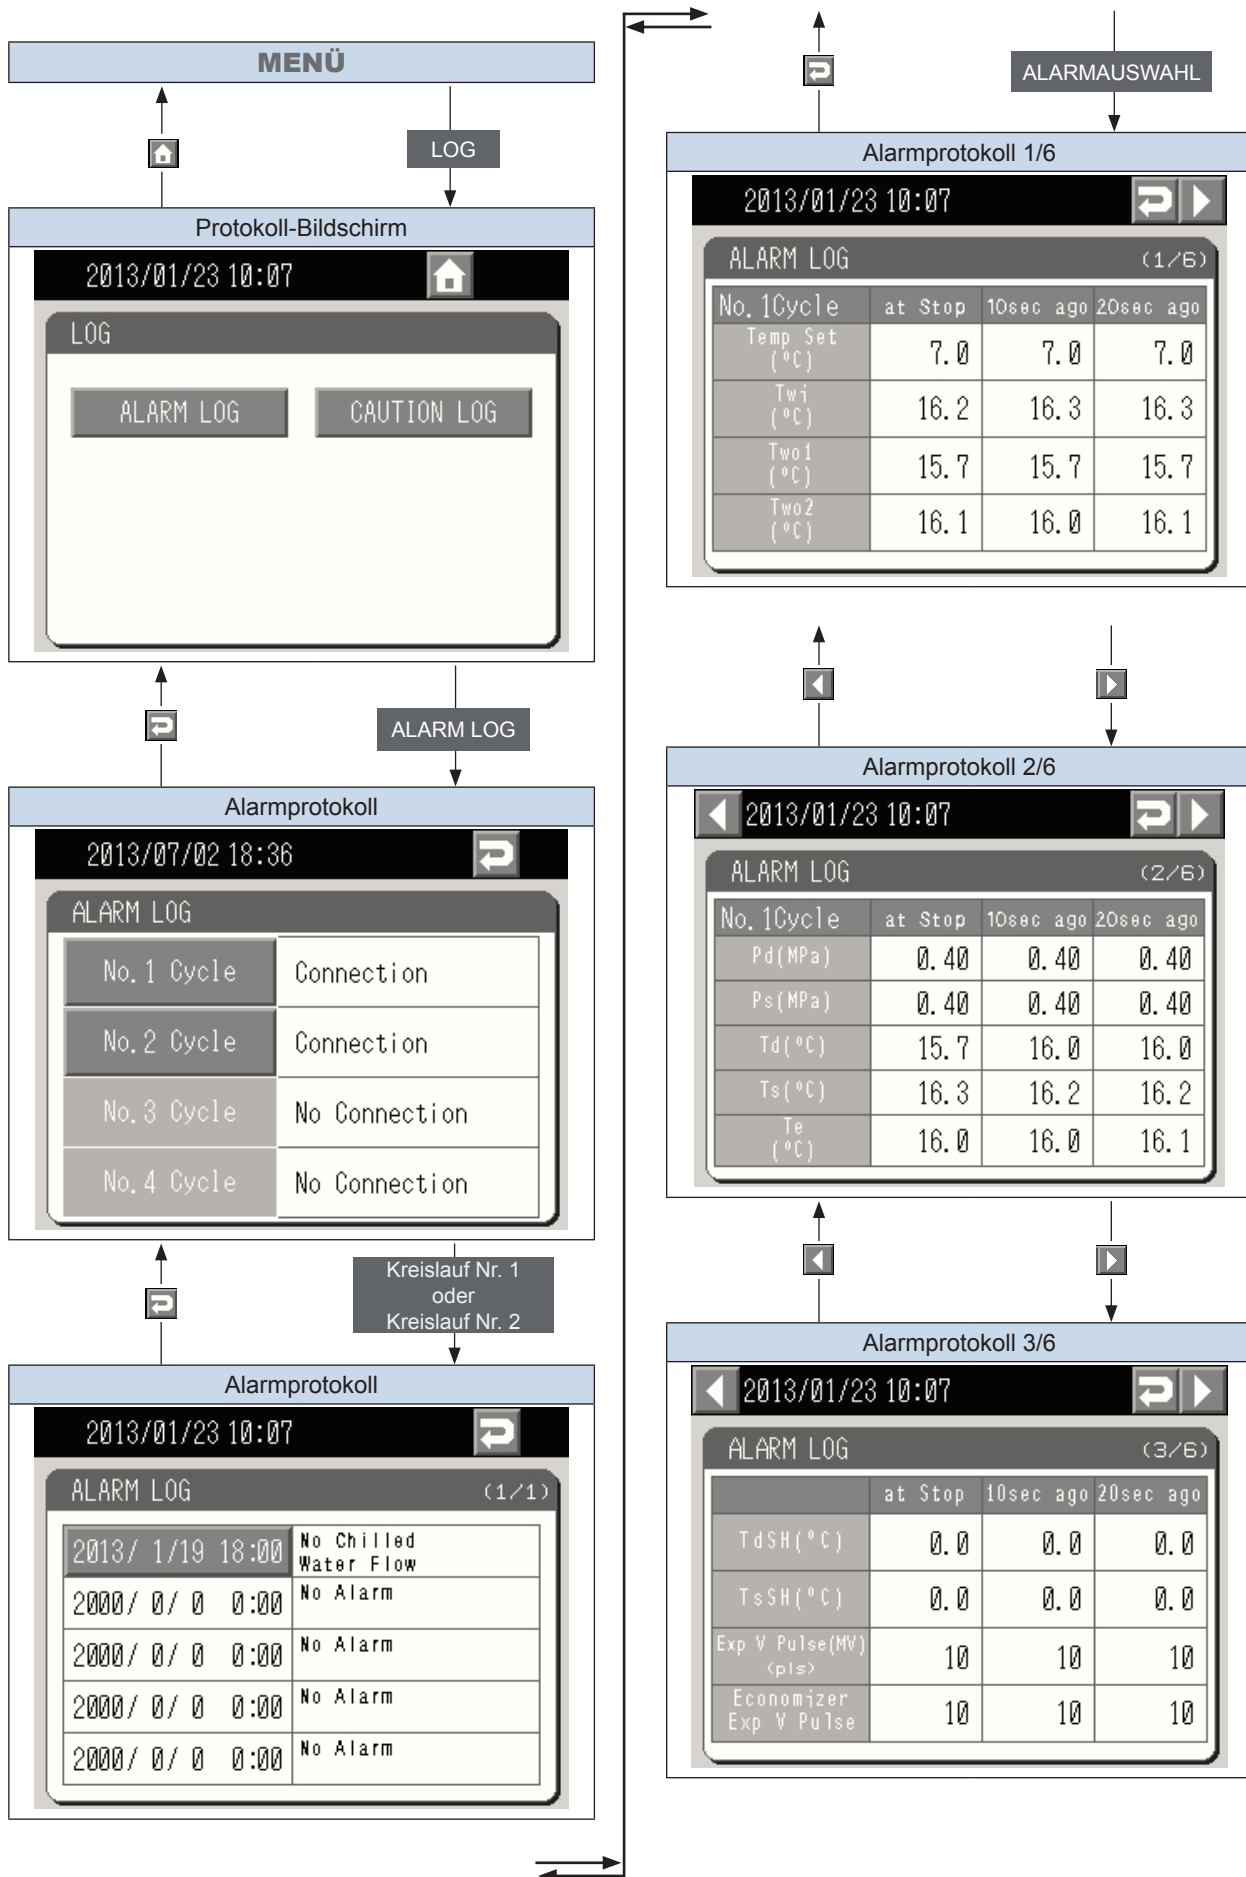 MENÜ
LOG
Protokoll-Bildschirm
2013/01/23 10:07
LOG
ALARM LOG CAUTION LOG
ALARM LOG
Alarmprotokoll
2013/07/02 18:36
ALARM LOG
No.1 Cycle Connection
No.2 Cycle Connection
No.3 Cycle No Connection
No.4 Cycle No Connection
Kreislauf Nr. 1
oder
Kreislauf Nr. 2
Alarmprotokoll
2013/01/23 10:07
ALARM LOG (1/1)
2013/ 1/19 18:00 No Chilled
Water Flow
2000/ 0/ 0 0:00 No Alarm
2000/ 0/ 0 0:00 No Alarm
2000/ 0/ 0 0:00 No Alarm
2000/ 0/ 0 0:00 No Alarm
ALARMAUSWAHL
Alarmprotokoll 1/6
2013/01/23 10:07
ALARM LOG (1/6)
No.1Cycle at Stop 10sec ago 20sec ago
Temp Set
(ºC) 7.0 7.0 7.0
Twi
(ºC) 16.2 16.3 16.3
Two1
(ºC) 15.7 15.7 15.7
Two2
(ºC) 16.1 16.0 16.1
Alarmprotokoll 2/6
2013/01/23 10:07
ALARM LOG (2/6)
No.1Cycle at Stop 10sec ago 20sec ago
Pd(MPa) 0.40 0.40 0.40
Ps(MPa) 0.40 0.40 0.40
Td(ºC) 15.7 16.0 16.0
Ts(ºC) 16.3 16.2 16.2
Te
(ºC) 16.0 16.0 16.1
Alarmprotokoll 3/6
2013/01/23 10:07
ALARM LOG (3/6)
at Stop 10sec ago 20sec ago
TdSH(°C) 0.0 0.0 0.0
TsSH(°C) 0.0 0.0 0.0
Exp V Pulse(MV)
(pls) 10 10 10
Economizer
Exp V Pulse 10 10 10